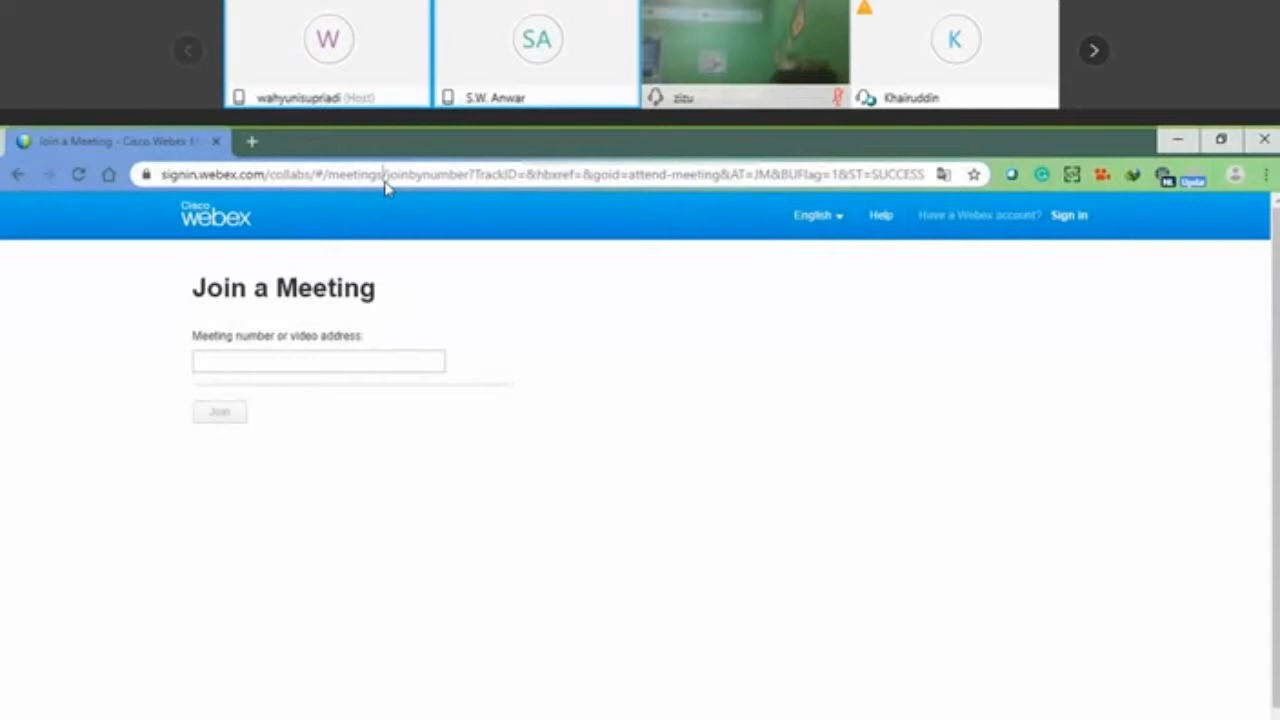 W
SA
K
wahyunisupriadi (Host)
S.W. Anwar
zizu
Khairuddin
Join a Meeting - Cisco Webex
signin.webex.com/collabs/#/meetings/joinbynumber?TrackID=&hbxref=&goid=attend-meeting&AT=JM&BUFlag=1&ST=SUCCESS
Cisco
webex
English Help Have a Webex account? Sign in
Join a Meeting
Meeting number or video address:
Join